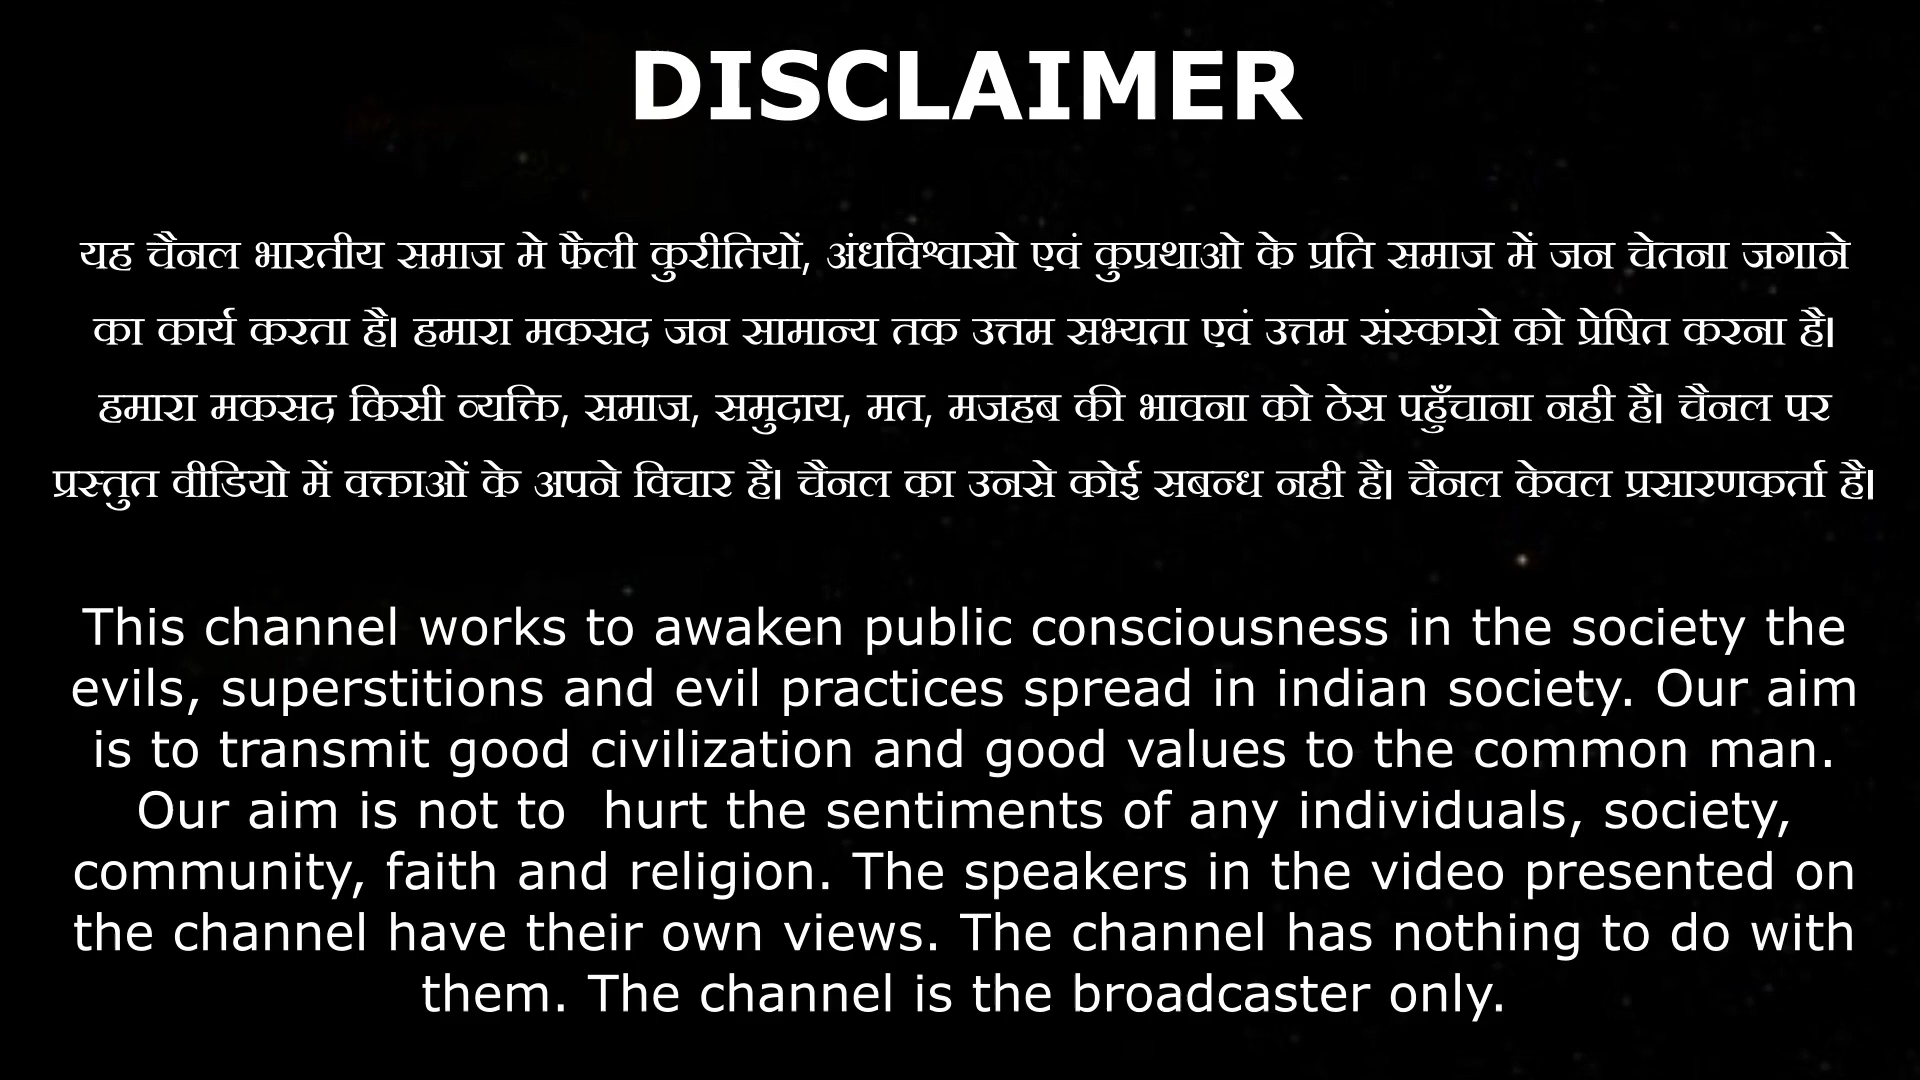 DISCLAIMER
यह चैनल भारतीय समाज मे फैली कुरीतियों, अंधविश्वासो एवं कुप्रथाओ के प्रति समाज में जन चेतना जगाने
का कार्य करता है। हमारा मकसद जन सामान्य तक उत्तम सभ्यता एवं उत्तम संस्कारो को प्रेषित करना है।
हमारा मकसद किसी व्यक्ति, समाज, समुदाय, मत, मजहब की भावना को ठेस पहुँचाना नही है। चैनल पर
प्रस्तुत वीडियो में वक्ताओं के अपने विचार है। चैनल का उनसे कोई सबन्ध नही है। चैनल केवल प्रसारणकर्ता है।
This channel works to awaken public consciousness in the society the
evils, superstitions and evil practices spread in indian society. Our aim
is to transmit good civilization and good values to the common man.
Our aim is not to  hurt the sentiments of any individuals, society,
community, faith and religion. The speakers in the video presented on
the channel have their own views. The channel has nothing to do with
them. The channel is the broadcaster only.